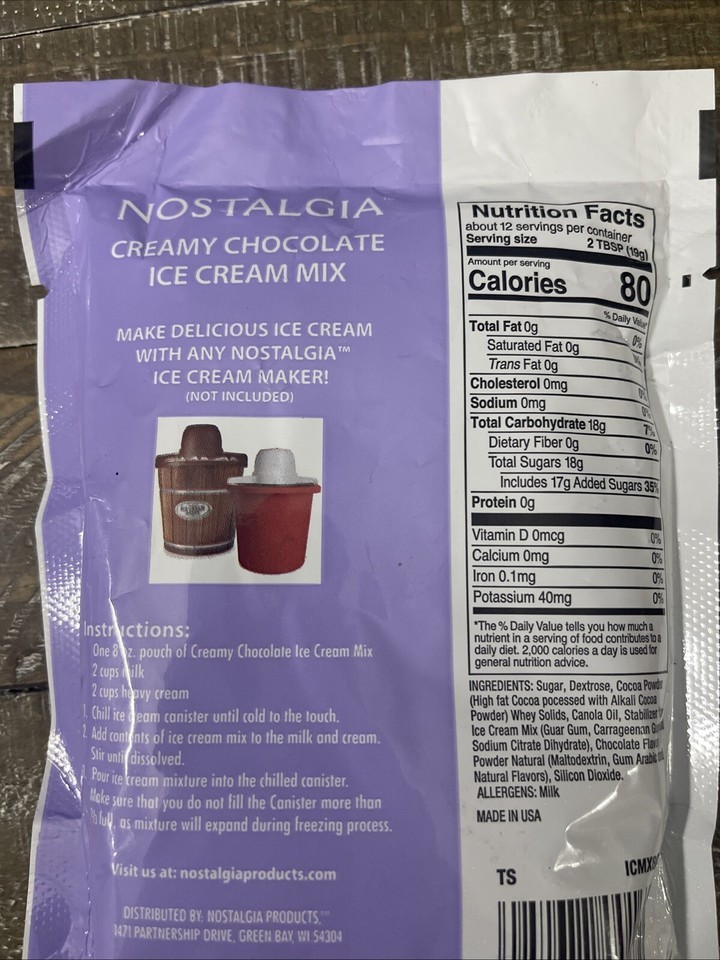 NOSTALGIA
CREAMY CHOCOLATE
ICE CREAM MIX
MAKE DELICIOUS ICE CREAM
WITH ANY NOSTALGIA™
ICE CREAM MAKER!
(NOT INCLUDED)
Instructions:
One 8 oz. pouch of Creamy Chocolate Ice Cream Mix
2 cups milk
2 cups heavy cream
1. Chill ice cream canister until cold to the touch.
2. Add contents of ice cream mix to the milk and cream.
Stir until dissolved.
Pour ice cream mixture into the chilled canister.
Make sure that you do not fill the Canister more than
full, as mixture will expand during freezing process.
Visit us at: nostalgiaproducts.com
DISTRIBUTED BY: NOSTALGIA PRODUCTS,
1471 PARTNERSHIP DRIVE, GREEN BAY, WI 54304
Nutrition Facts
about 12 servings per container
Serving size 2 TBSP (19g)
Amount per serving
Calories 80
% Daily Value*
Total Fat 0g 0%
Saturated Fat 0g
Trans Fat 0g
Cholesterol 0mg 0%
Sodium 0mg 0%
Total Carbohydrate 18g 7%
Dietary Fiber 0g 0%
Total Sugars 18g
Includes 17g Added Sugars 35%
Protein 0g
Vitamin D 0mcg 0%
Calcium 0mg 0%
Iron 0.1mg 0%
Potassium 40mg 0%
*The % Daily Value tells you how much a
nutrient in a serving of food contributes to a
daily diet. 2,000 calories a day is used for
general nutrition advice.
INGREDIENTS: Sugar, Dextrose, Cocoa Powder
(High fat Cocoa pocessed with Alkali Cocoa
Powder) Whey Solids, Canola Oil, Stabilizer for
Ice Cream Mix (Guar Gum, Carrageenan Gum,
Sodium Citrate Dihydrate), Chocolate Flavor
Powder Natural (Maltodextrin, Gum Arabic
Natural Flavors), Silicon Dioxide.
ALLERGENS: Milk
MADE IN USA
TS ICMX